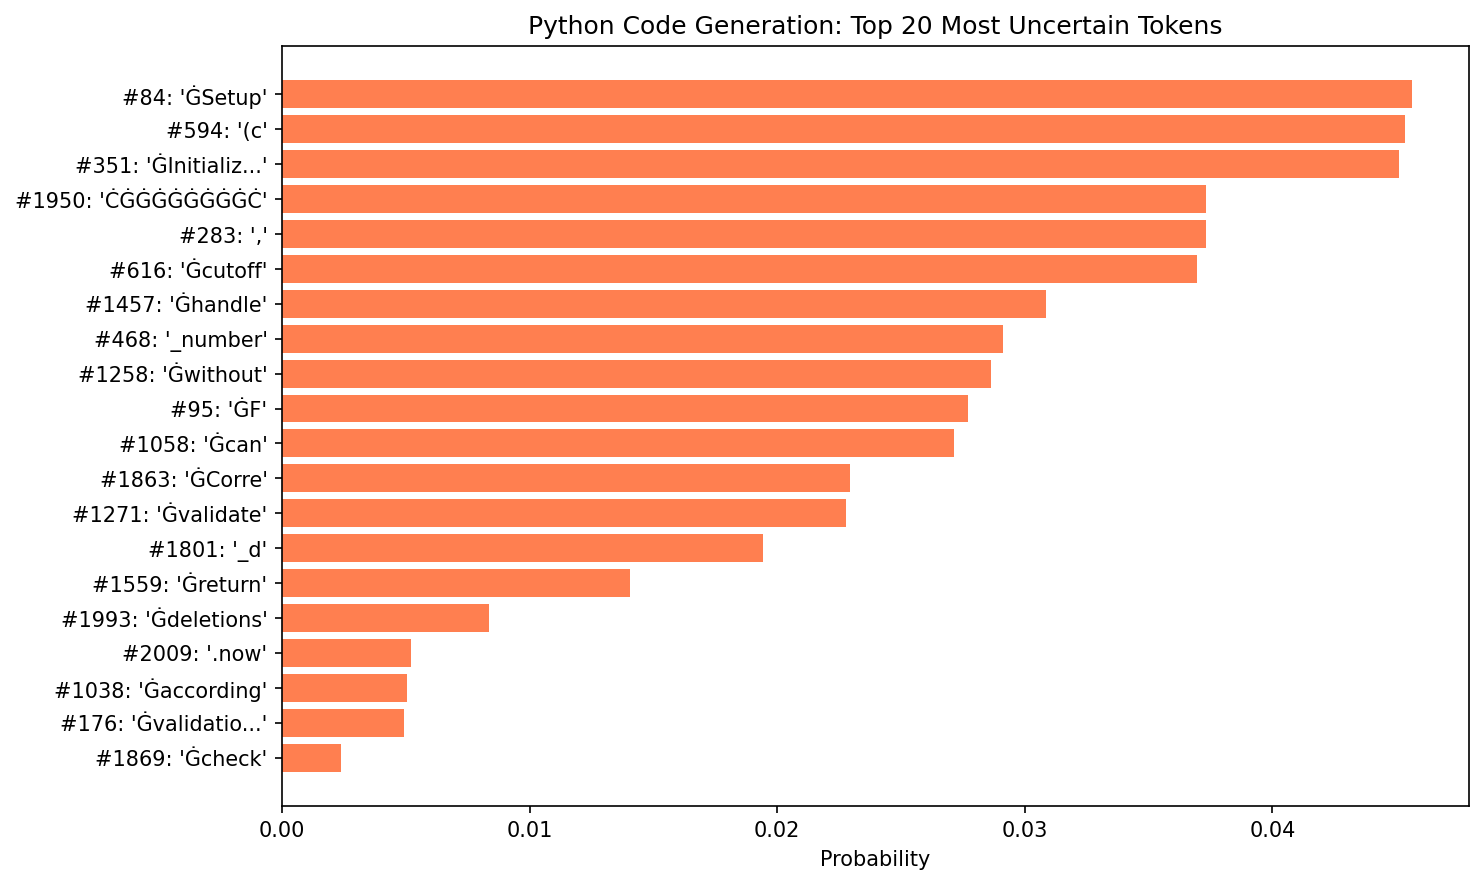 Python Code Generation: Top 20 Most Uncertain Tokens
#84: 'ĠSetup'
#594: '(c'
#351: 'ĠInitializ...'
#1950: 'ĊĠĠĠĠĠĠĠĠĊ'
#283: ','
#616: 'Ġcutoff'
#1457: 'Ġhandle'
#468: '_number'
#1258: 'Ġwithout'
#95: 'ĠF'
#1058: 'Ġcan'
#1863: 'ĠCorre'
#1271: 'Ġvalidate'
#1801: '_d'
#1559: 'Ġreturn'
#1993: 'Ġdeletions'
#2009: '.now'
#1038: 'Ġaccording'
#176: 'Ġvalidatio...'
#1869: 'Ġcheck'
0.00 0.01 0.02 0.03 0.04
Probability